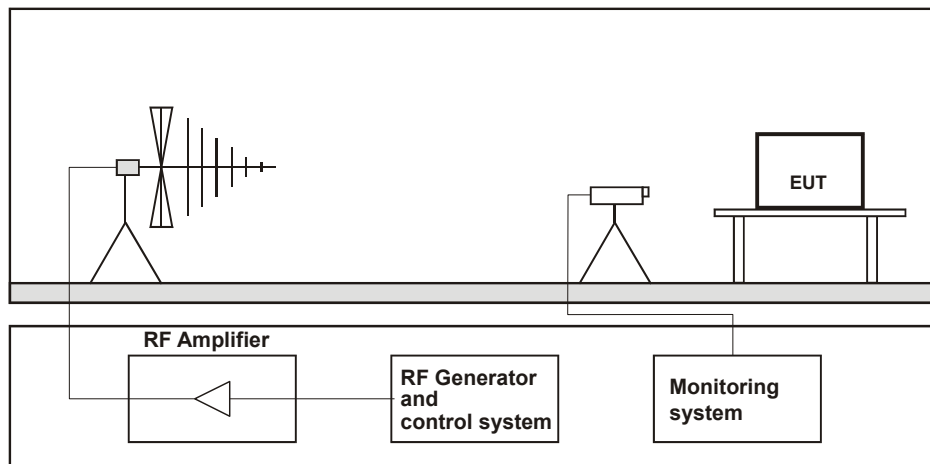 EUT
RF Amplifier
RF Generator
and
control system
Monitoring
system